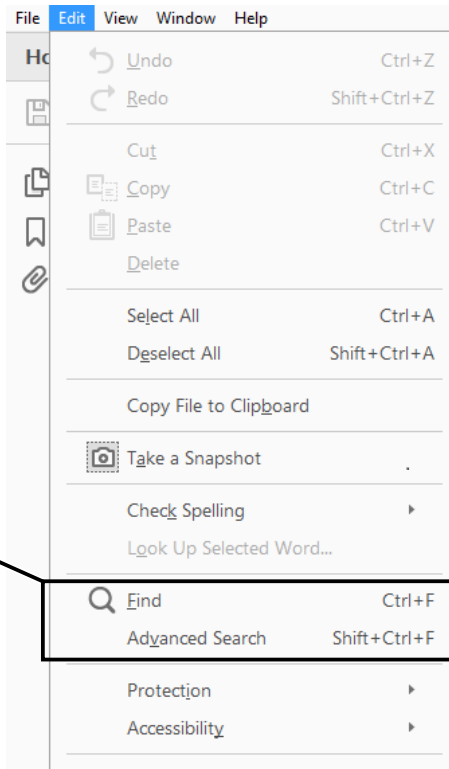 File Edit View Window Help
Ho
Undo Ctrl+Z
Redo Shift+Ctrl+Z
Cut Ctrl+X
Copy Ctrl+C
Paste Ctrl+V
Delete
Select All Ctrl+A
Deselect All Shift+Ctrl+A
Copy File to Clipboard
Take a Snapshot
Check Spelling
Look Up Selected Word...
Find Ctrl+F
Advanced Search Shift+Ctrl+F
Protection
Accessibility